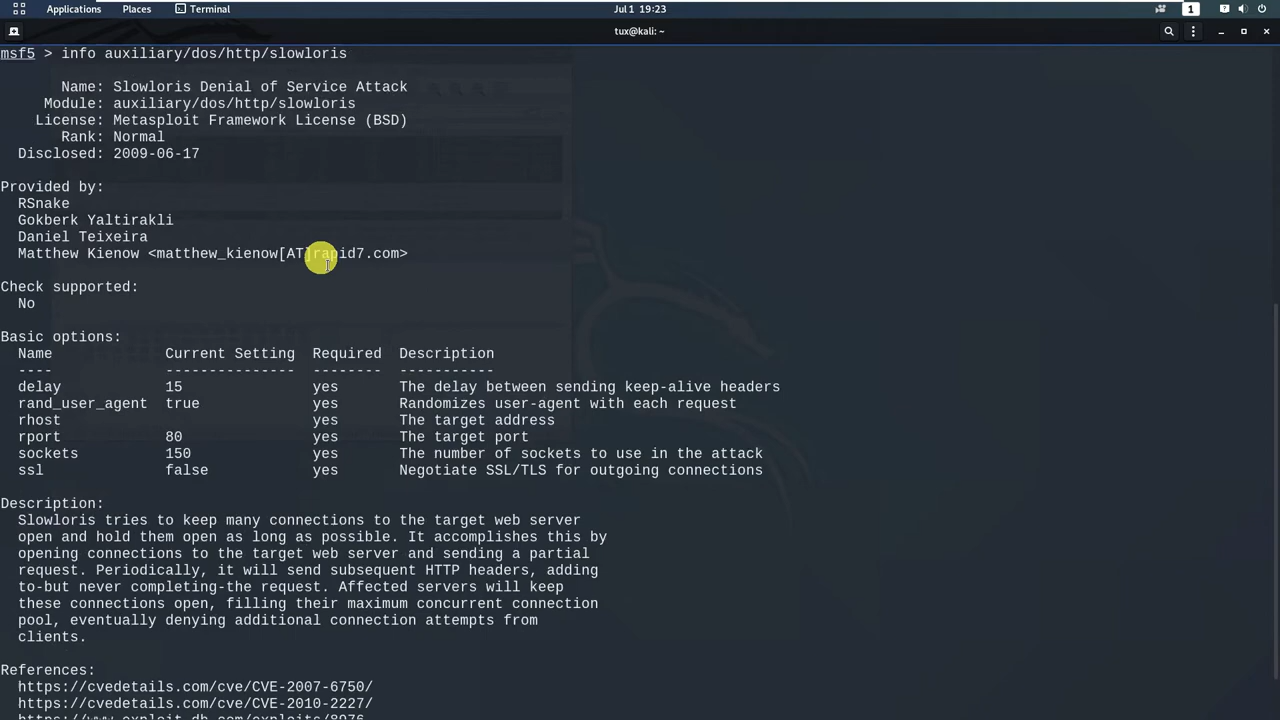 Applications Places Terminal Jul 1 19:23 1
tux@kali: ~
msf5 > info auxiliary/dos/http/slowloris
Name: Slowloris Denial of Service Attack
Module: auxiliary/dos/http/slowloris
License: Metasploit Framework License (BSD)
Rank: Normal
Disclosed: 2009-06-17
Provided by:
RSnake
Gokberk Yaltirakli
Daniel Teixeira
Matthew Kienow <matthew_kienow[AT]rapid7.com>
Check supported:
No
Basic options:
Name Current Setting Required Description
---- --------------- -------- -----------
delay 15 yes The delay between sending keep-alive headers
rand_user_agent true yes Randomizes user-agent with each request
rhost yes The target address
rport 80 yes The target port
sockets 150 yes The number of sockets to use in the attack
ssl false yes Negotiate SSL/TLS for outgoing connections
Description:
Slowloris tries to keep many connections to the target web server
open and hold them open as long as possible. It accomplishes this by
opening connections to the target web server and sending a partial
request. Periodically, it will send subsequent HTTP headers, adding
to-but never completing-the request. Affected servers will keep
these connections open, filling their maximum concurrent connection
pool, eventually denying additional connection attempts from
clients.
References:
https://cvedetails.com/cve/CVE-2007-6750/
https://cvedetails.com/cve/CVE-2010-2227/
https://www.exploit-db.com/exploits/8976